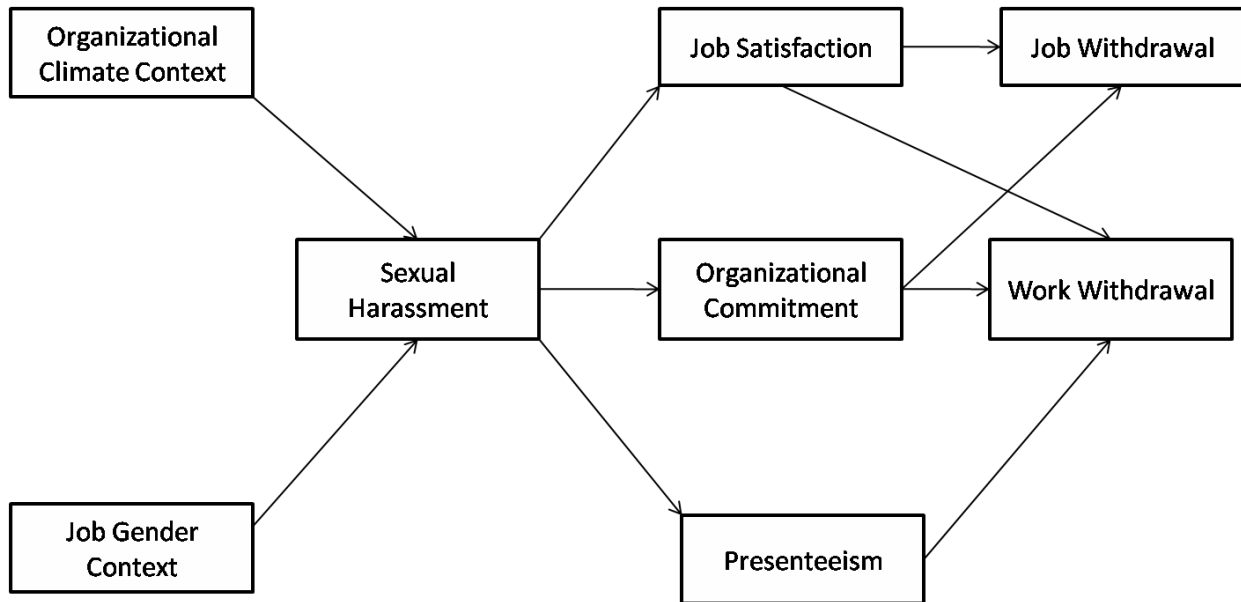 Organizational
Climate Context
Job Satisfaction
Job Withdrawal
Sexual
Harassment
Organizational
Commitment
Work Withdrawal
Job Gender
Context
Presenteeism